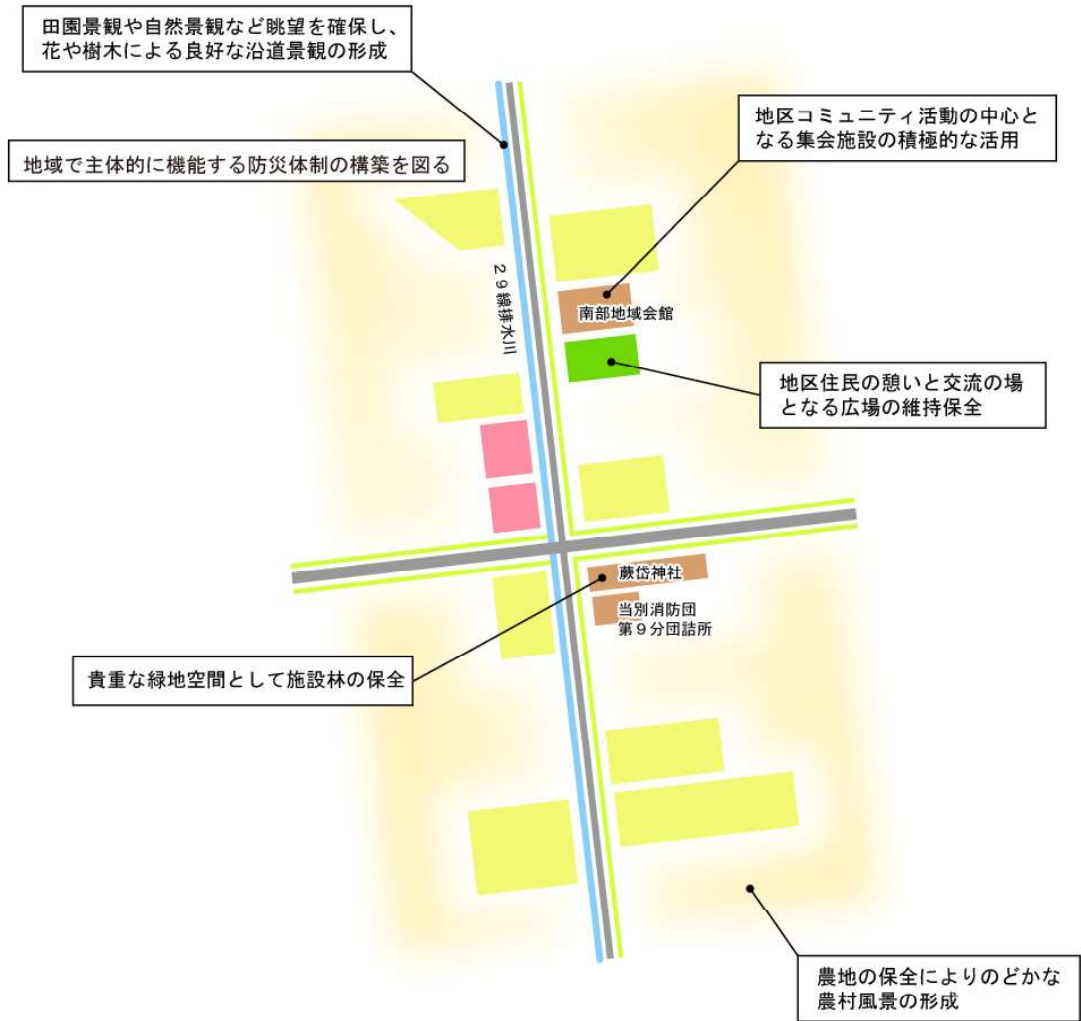 田園景観や自然景観など眺望を確保し、
花や樹木による良好な沿道景観の形成
地区コミュニティ活動の中心と
なる集会施設の積極的な活用
地域で主体的に機能する防災体制の構築を図る
２９線排水川
南部地域会館
地区住民の憩いと交流の場
となる広場の維持保全
蕨岱神社
当別消防団
第９分団詰所
貴重な緑地空間として施設林の保全
農地の保全によりのどかな
農村風景の形成